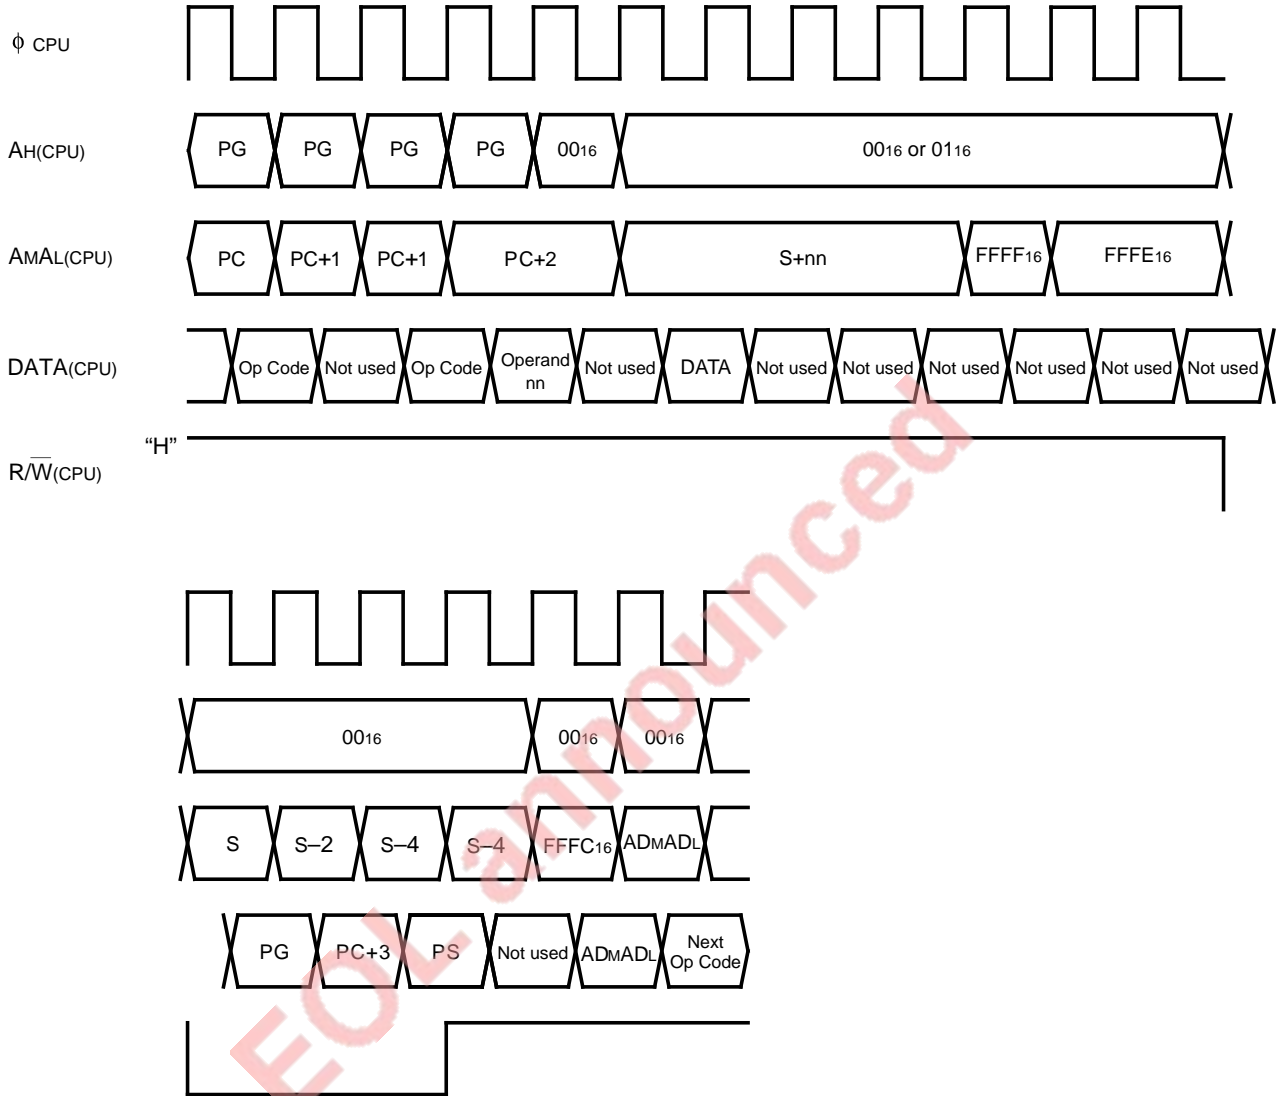 ϕ CPU
AH(CPU)
PG PG PG PG 0016 0016 or 0116
AMAL(CPU)
PC PC+1 PC+1 PC+2 S+nn FFFF16 FFFE16
DATA(CPU)
Op Code Not used Op Code Operand nn Not used DATA Not used Not used Not used Not used Not used Not used
“H”
R/W̅(CPU)
0016 0016 0016
S S–2 S–4 S–4 FFFC16 ADMADL
PG PC+3 PS Not used ADMADL Next Op Code
EOL announced